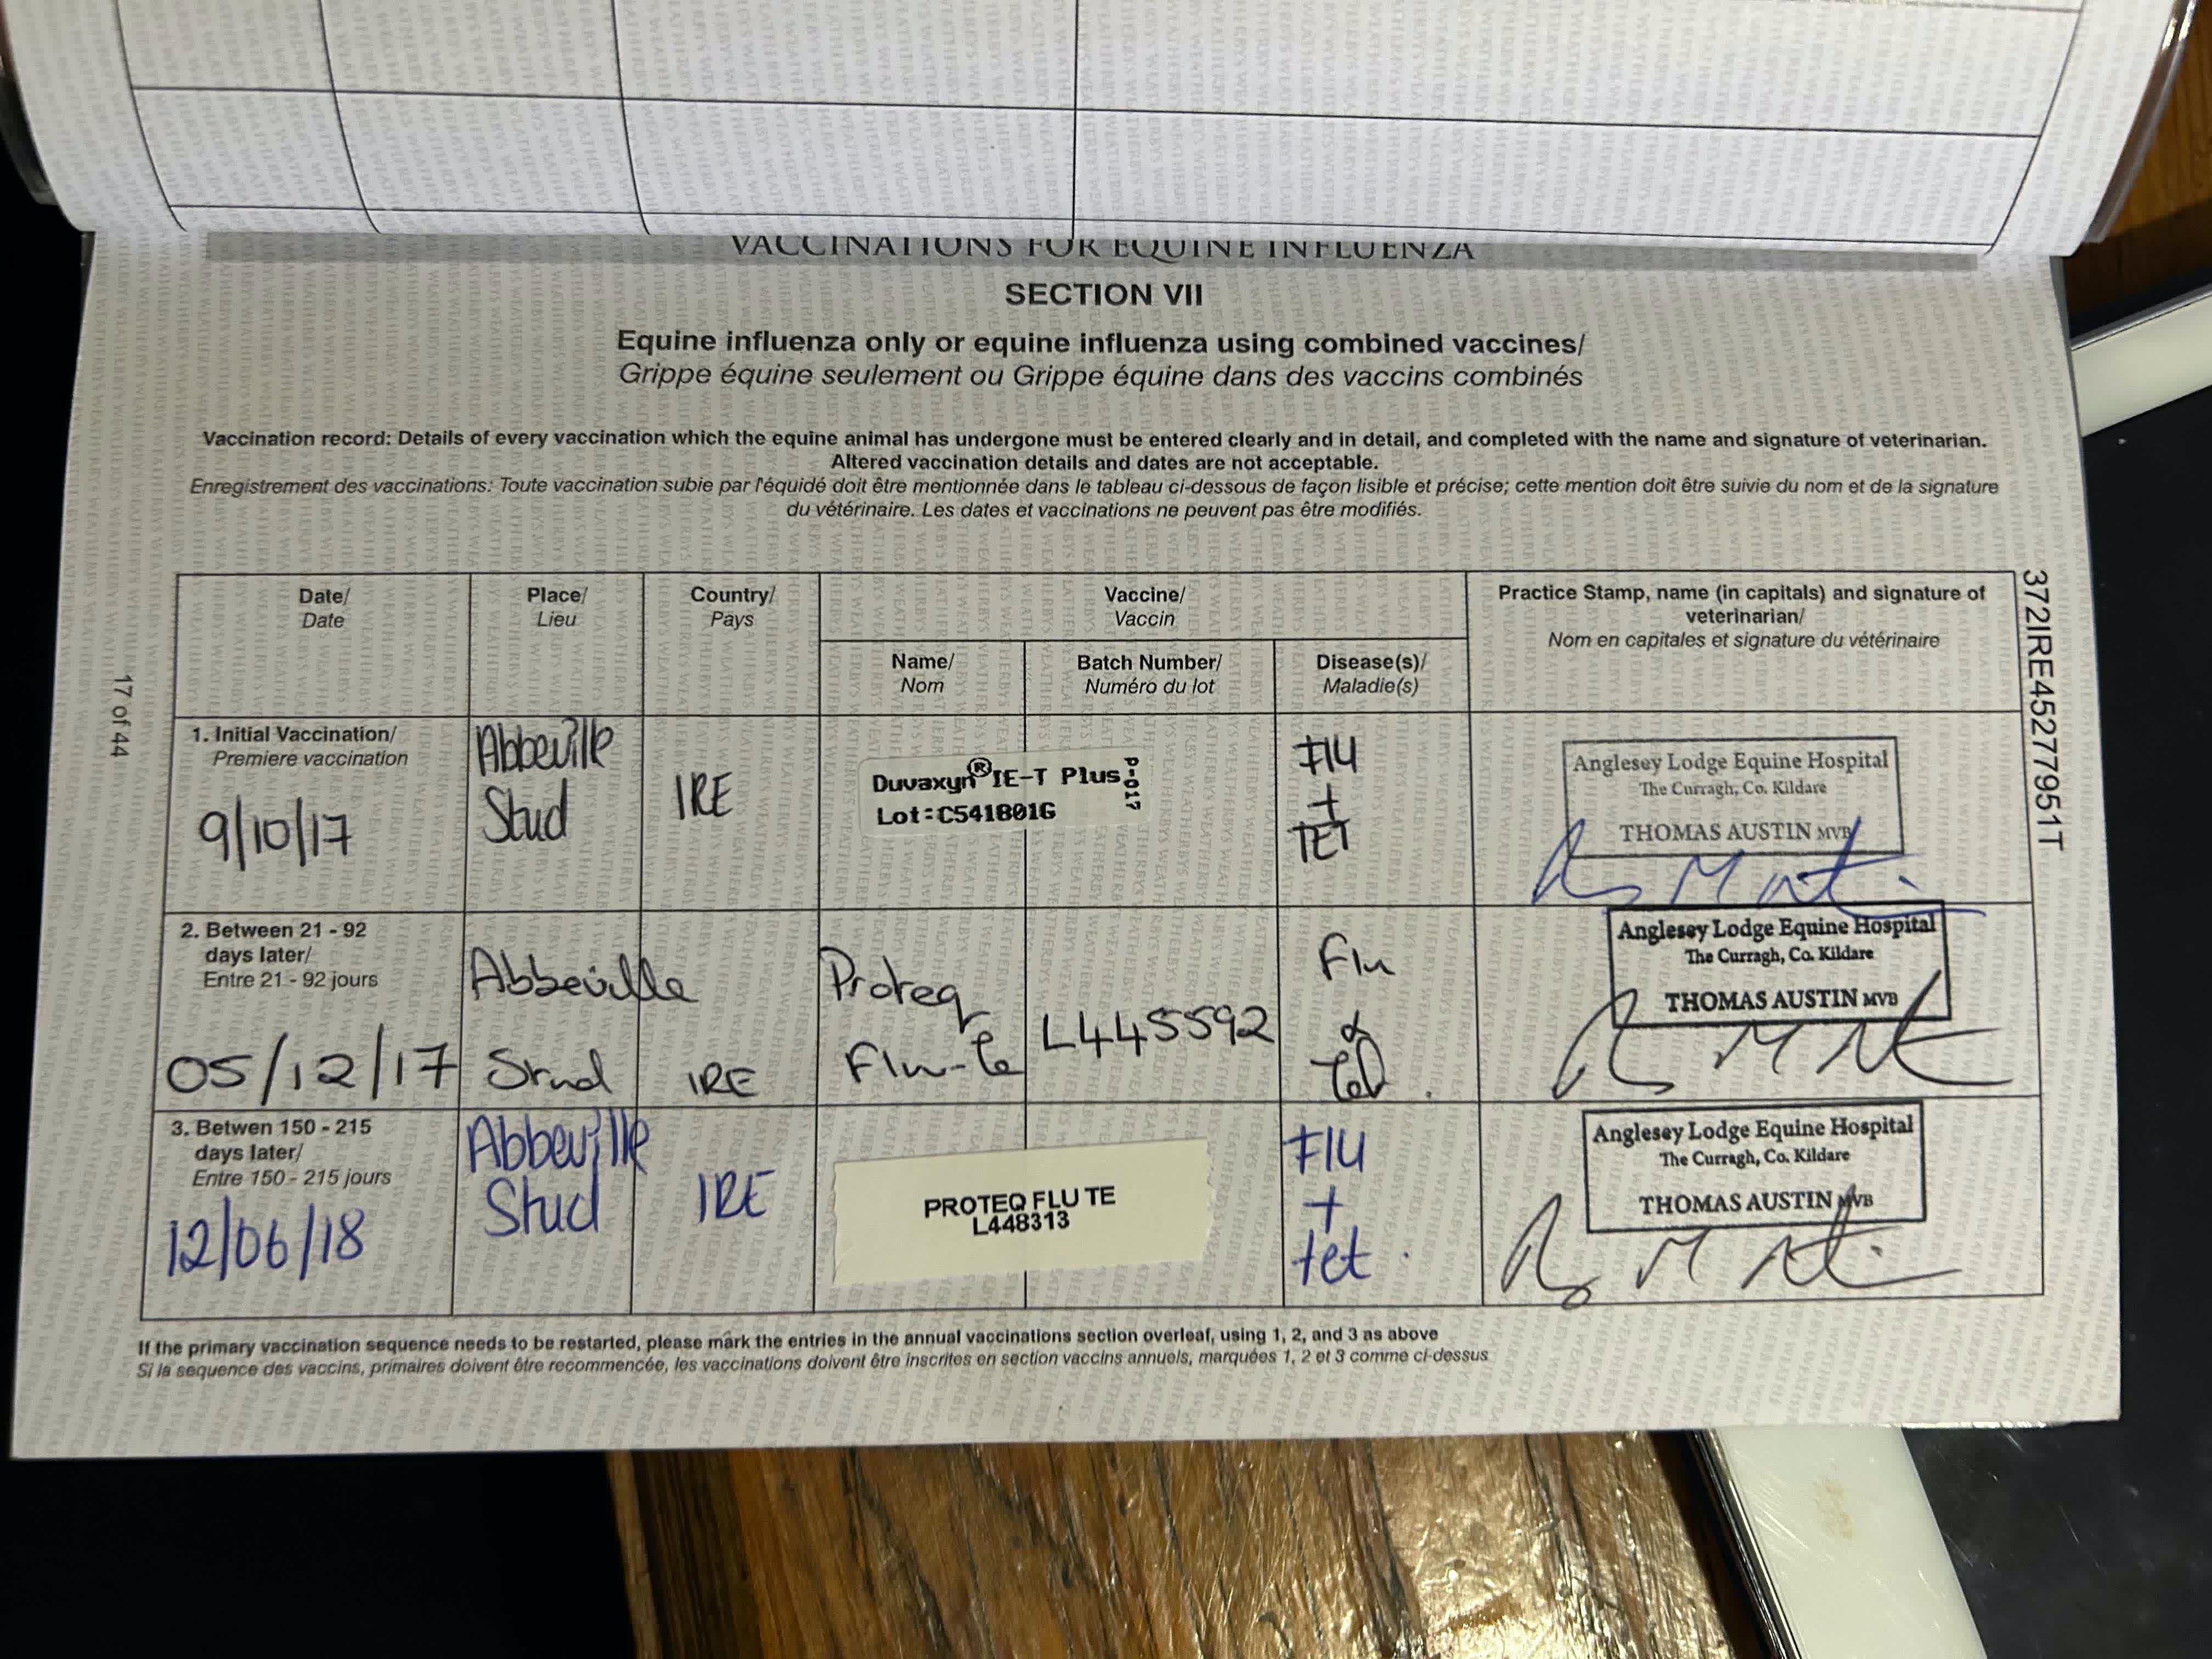 VACCINATIONS FOR EQUINE INFLUENZA
SECTION VII
Equine influenza only or equine influenza using combined vaccines/
Grippe équine seulement ou Grippe équine dans des vaccins combinés
Vaccination record: Details of every vaccination which the equine animal has undergone must be entered clearly and in detail, and completed with the name and signature of veterinarian.
Altered vaccination details and dates are not acceptable.
Enregistrement des vaccinations: Toute vaccination subie par l'équidé doit être mentionnée dans le tableau ci-dessous de façon lisible et précise; cette mention doit être suivie du nom et de la signature
du vétérinaire. Les dates et vaccinations ne peuvent pas être modifiés.
Date/
Date
Place/
Lieu
Country/
Pays
Vaccine/
Vaccin
Name/
Nom
Batch Number/
Numéro du lot
Disease(s)/
Maladie(s)
Practice Stamp, name (in capitals) and signature of
veterinarian/
Nom en capitales et signature du vétérinaire
1. Initial Vaccination/
Premiere vaccination
9/10/17
Abbeville
Stud
IRE
Duvaxyn® IE-T Plus
Lot:C541801G
P-017
Flu
+
TET
Anglesey Lodge Equine Hospital
The Curragh, Co. Kildare
THOMAS AUSTIN MVB
2. Between 21 - 92
days later/
Entre 21 - 92 jours
05/12/17
Abbeville
Stud
IRE
Proteq
Flu-te
L445592
Flu
&
Tet.
Anglesey Lodge Equine Hospital
The Curragh, Co. Kildare
THOMAS AUSTIN MVB
3. Betwen 150 - 215
days later/
Entre 150 - 215 jours
12/06/18
Abbeville
Stud
IRE
PROTEQ FLU TE
L448313
Flu
+
tet.
Anglesey Lodge Equine Hospital
The Curragh, Co. Kildare
THOMAS AUSTIN MVB
If the primary vaccination sequence needs to be restarted, please mark the entries in the annual vaccinations section overleaf, using 1, 2, and 3 as above
Si la sequence des vaccins, primaires doivent être recommencée, les vaccinations doivent être inscrites en section vaccins annuels, marquées 1, 2 et 3 comme ci-dessus
17 of 44
372IRE45277951T